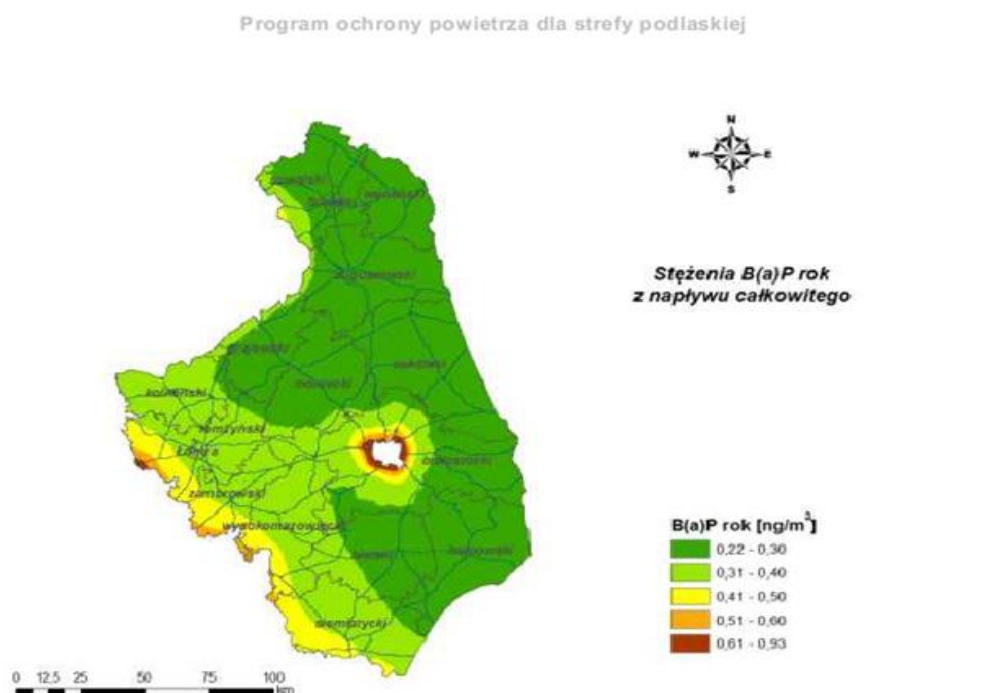 Program ochrony powietrza dla strefy podlaskiej
N
W E
S
Stężenia B(a)P rok
z napływu całkowitego
suwalski
augustowski
grajewski
sokólski
moniecki
kolneński
łomżyński
Łomża
białostocki
zambrowski
wysokomazowiecki
bielski
hajnowski
siemiatycki
B(a)P rok [ng/m³]
0,22 - 0,30
0,31 - 0,40
0,41 - 0,50
0,51 - 0,60
0,61 - 0,93
0 12,5 25 50 75 100
km